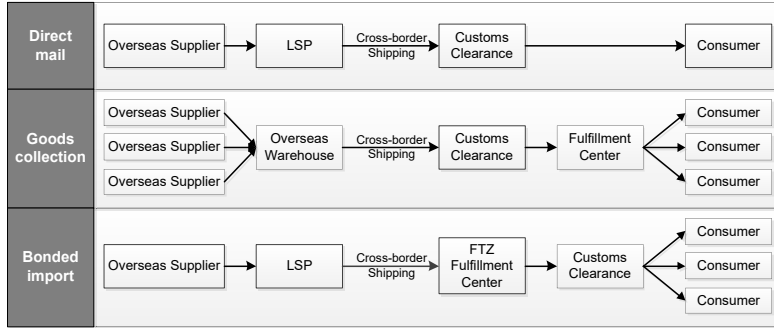 Direct
mail
Overseas Supplier
LSP
Cross-border
Shipping
Customs
Clearance
Consumer
Goods
collection
Overseas Supplier
Overseas Supplier
Overseas Supplier
Overseas
Warehouse
Cross-border
Shipping
Customs
Clearance
Fulfillment
Center
Consumer
Consumer
Consumer
Bonded
import
Overseas Supplier
LSP
Cross-border
Shipping
FTZ
Fulfillment
Center
Customs
Clearance
Consumer
Consumer
Consumer